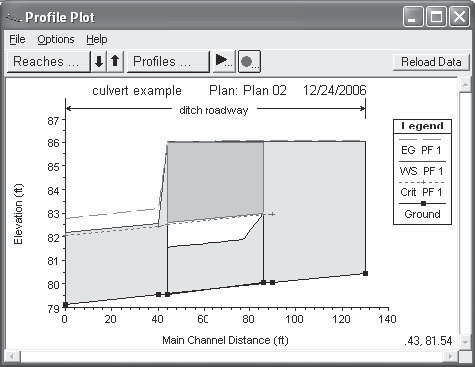 Profile Plot
File Options Help
Reaches ... Profiles ... Reload Data
culvert example Plan: Plan 02 12/24/2006
ditch roadway
Legend
EG PF 1
WS PF 1
Crit PF 1
Ground
Elevation (ft)
87
86
85
84
83
82
81
80
79
0 20 40 60 80 100 120 140
Main Channel Distance (ft)
.43, 81.54